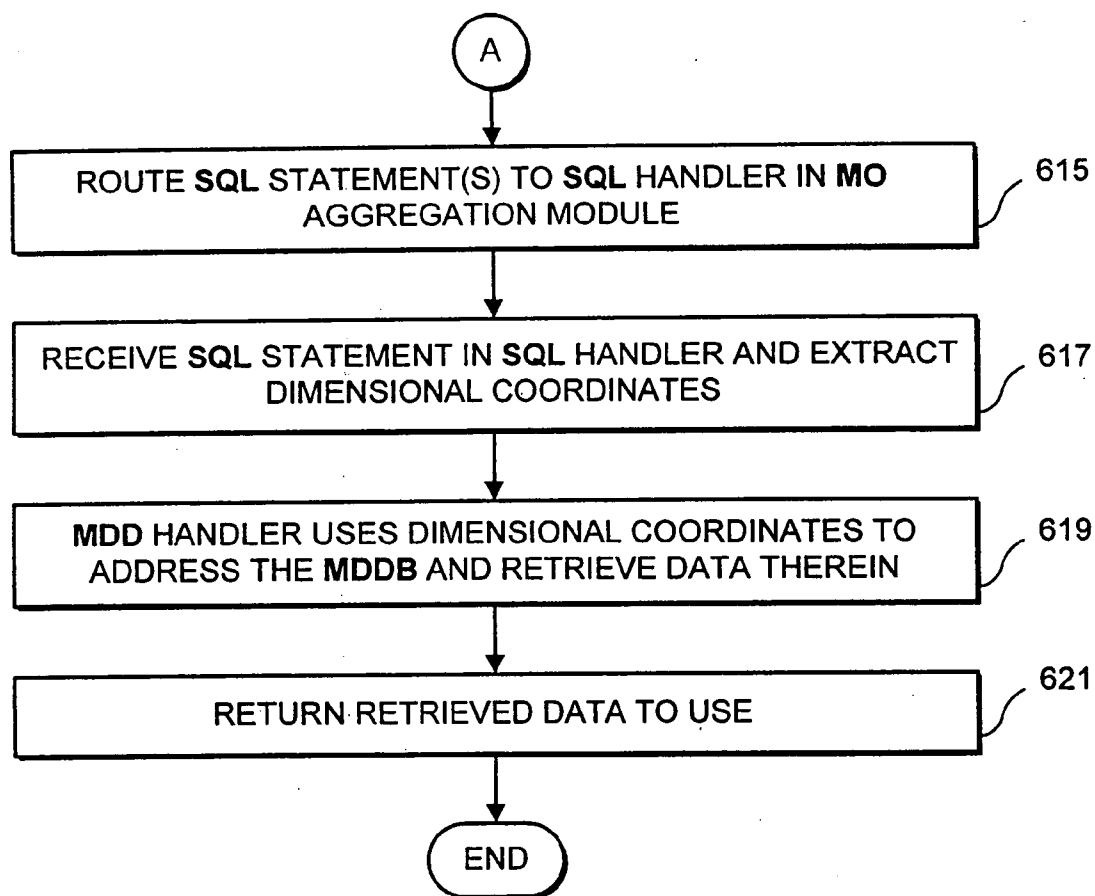 A
ROUTE SQL STATEMENT(S) TO SQL HANDLER IN MO
AGGREGATION MODULE
615
RECEIVE SQL STATEMENT IN SQL HANDLER AND EXTRACT
DIMENSIONAL COORDINATES
617
MDD HANDLER USES DIMENSIONAL COORDINATES TO
ADDRESS THE MDDB AND RETRIEVE DATA THEREIN
619
RETURN RETRIEVED DATA TO USE
621
END